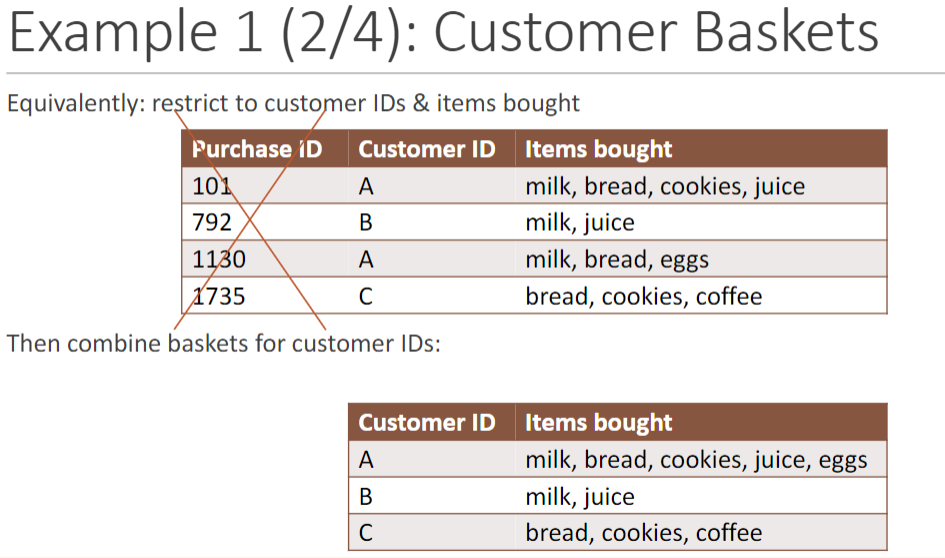 Example 1 (2/4): Customer Baskets
Equivalently: restrict to customer IDs & items bought
Purchase ID Customer ID Items bought
101 A milk, bread, cookies, juice
792 B milk, juice
1130 A milk, bread, eggs
1735 C bread, cookies, coffee
Then combine baskets for customer IDs:
Customer ID Items bought
A milk, bread, cookies, juice, eggs
B milk, juice
C bread, cookies, coffee